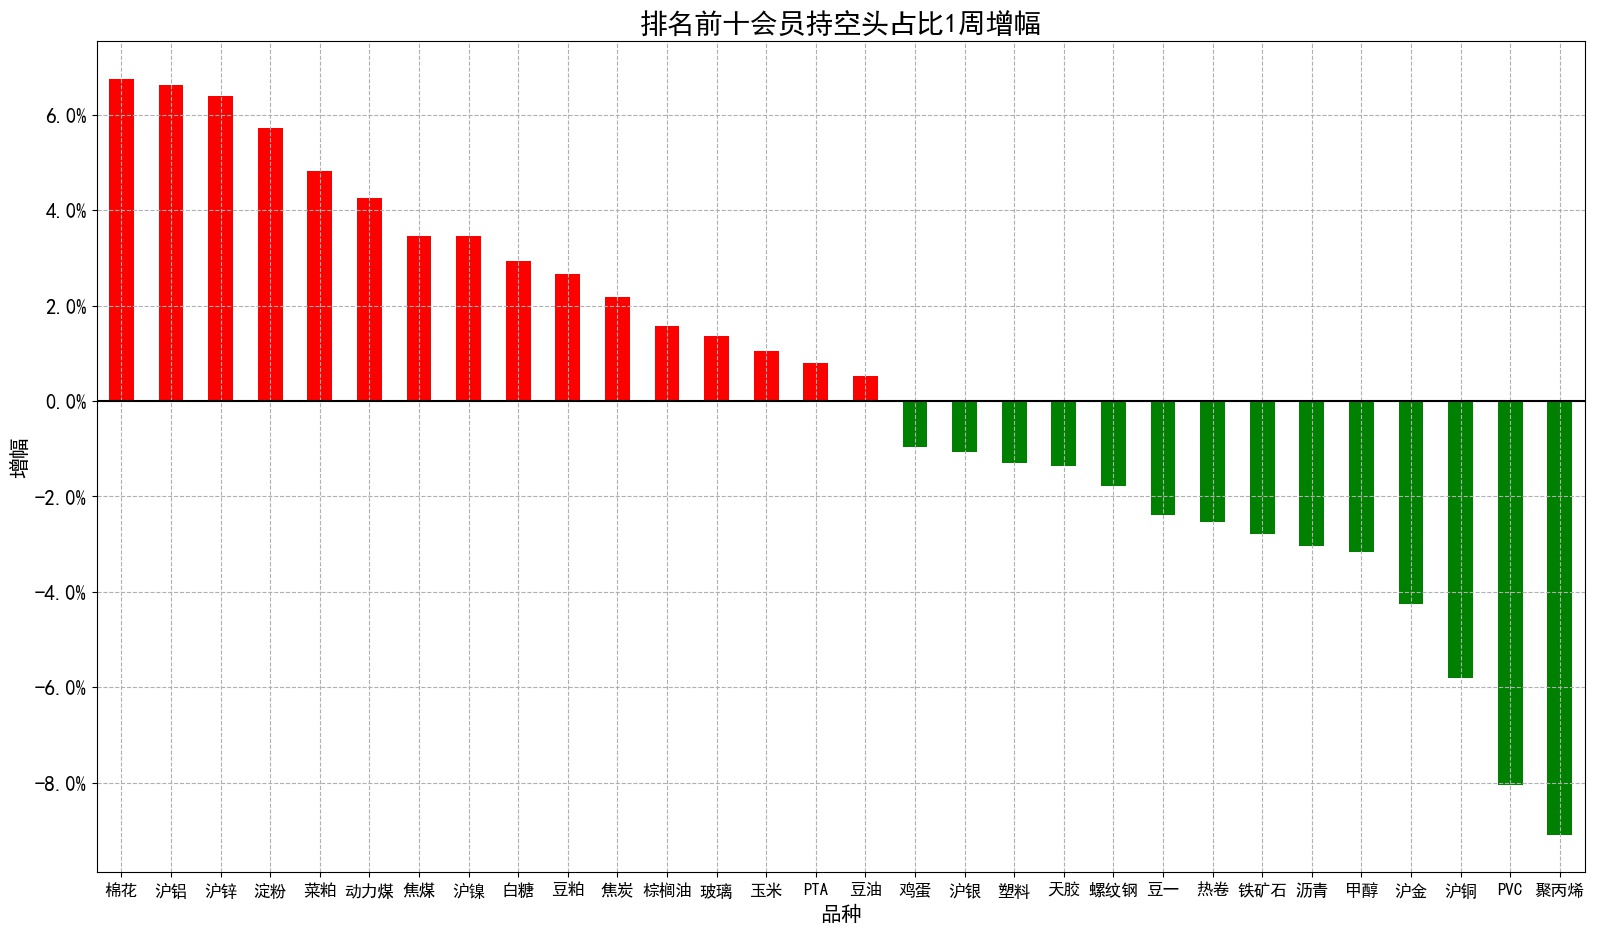 排名前十会员持空头占比1周增幅
6.0%
4.0%
2.0%
0.0%
-2.0%
-4.0%
-6.0%
-8.0%
增幅
棉花 沪铝 沪锌 淀粉 菜粕 动力煤 焦煤 沪镍 白糖 豆粕 焦炭 棕榈油 玻璃 玉米 PTA 豆油 鸡蛋 沪银 塑料 天胶 螺纹钢 豆一 热卷 铁矿石 沥青 甲醇 沪金 沪铜 PVC 聚丙烯
品种